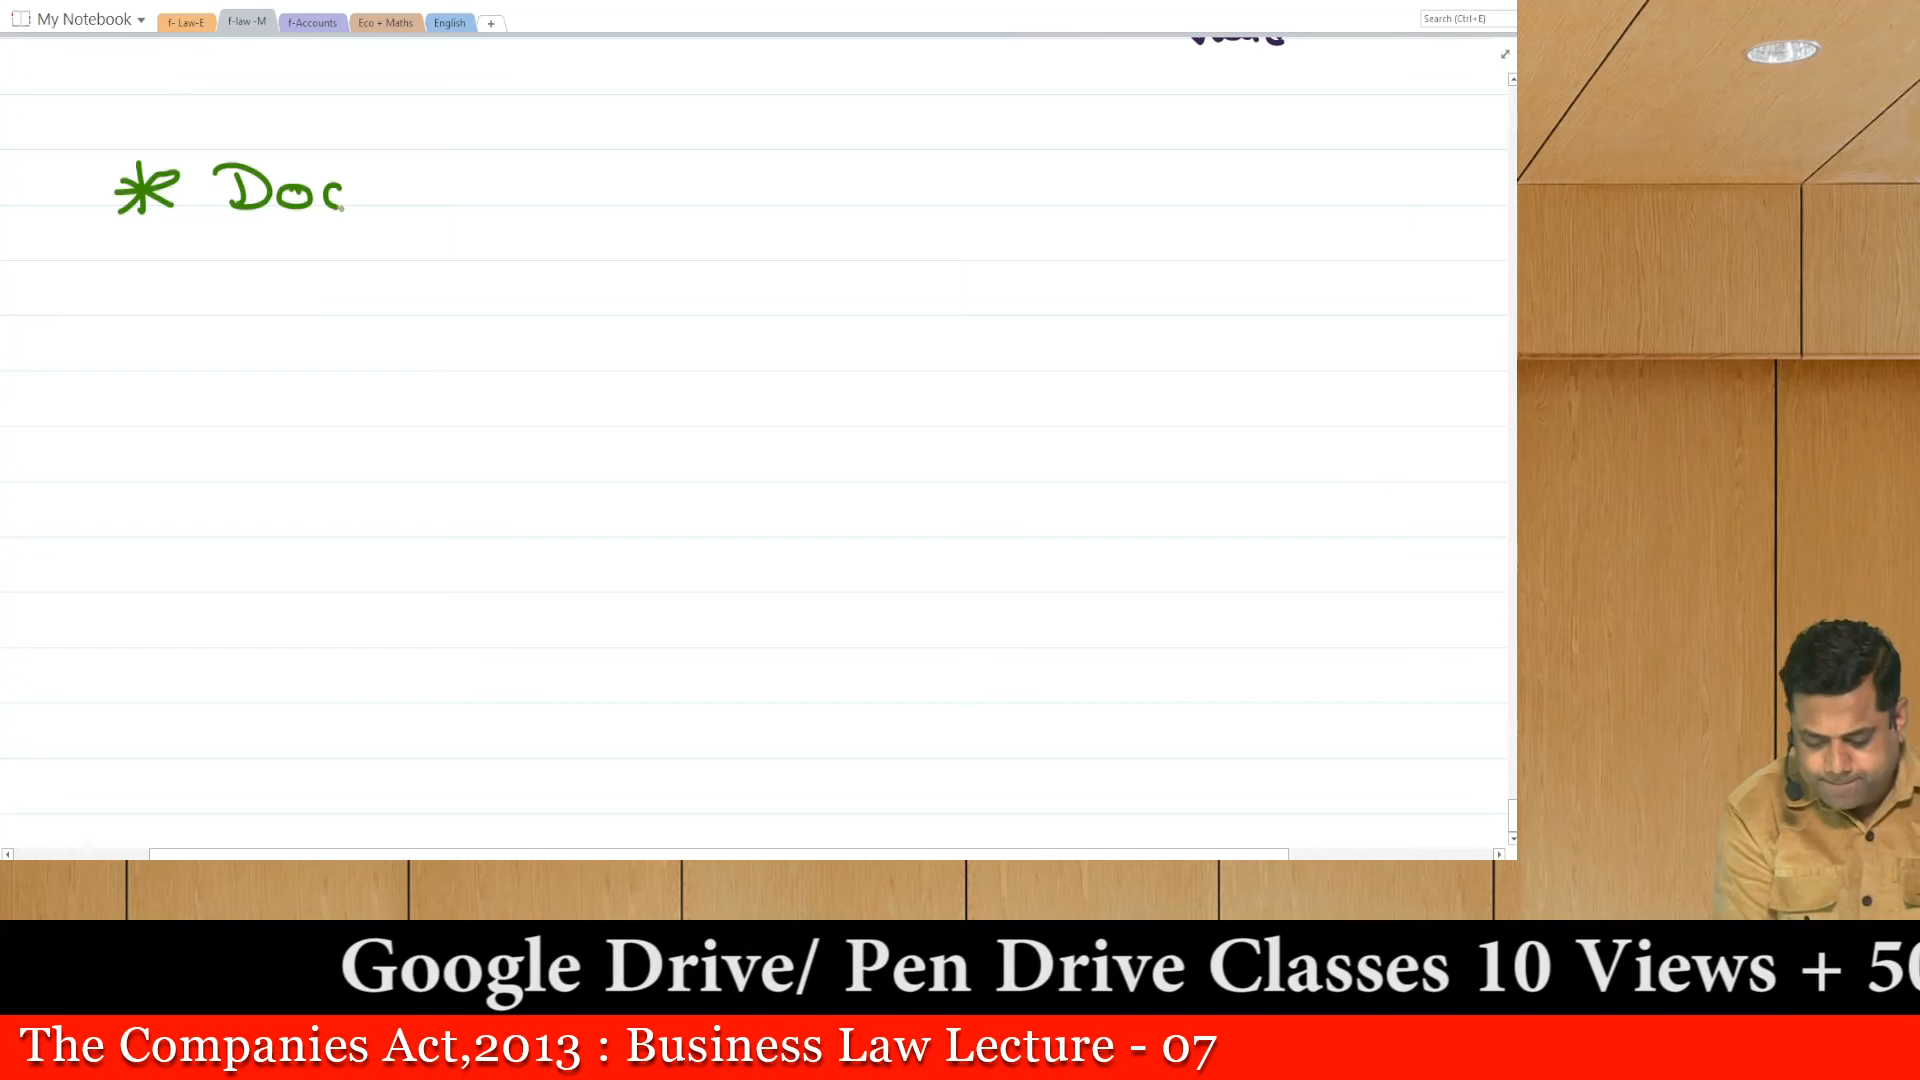 My Notebook
f- Law-E
f-law -M
f-Accounts
Eco + Maths
English
+
Search (Ctrl+E)
* Doc
Google Drive/ Pen Drive Classes 10 Views + 50
The Companies Act,2013 : Business Law Lecture - 07